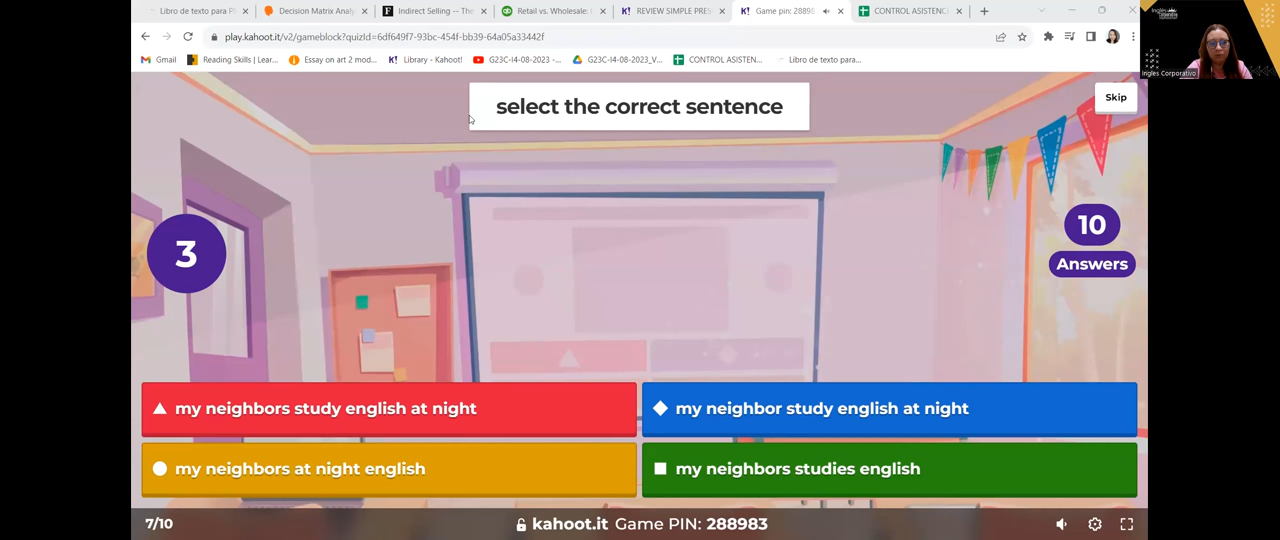 Libro de texto para Pl
Decision Matrix Anal
Indirect Selling -- The
Retail vs. Wholesale:
REVIEW SIMPLE PRES
Game pin: 28898
CONTROL ASISTENC
play.kahoot.it/v2/gameblock?quizId=6df649f7-93bc-454f-bb39-64a05a33442f
Gmail
Reading Skills | Lear...
Essay on art 2 mod...
Library - Kahoot!
G23C-I4-08-2023 -...
G23C-I4-08-2023_V...
CONTROL ASISTEN...
Libro de texto para...
Ingles Corporativo
select the correct sentence
Skip
3
10
Answers
my neighbors study english at night
my neighbor study english at night
my neighbors at night english
my neighbors studies english
7/10
kahoot.it Game PIN: 288983